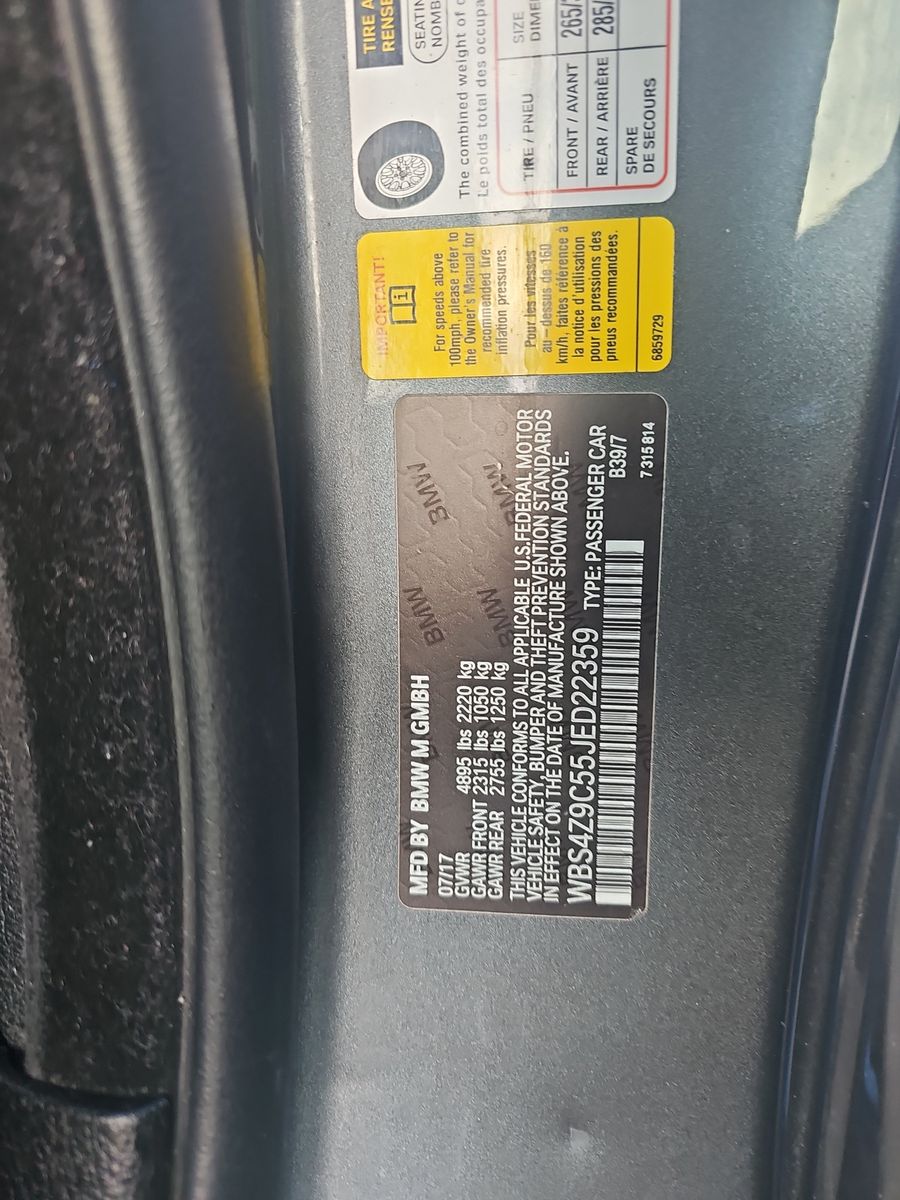 MFD BY BMW M GMBH
07/17
GVWR 4895 lbs 2220 kg
GAWR FRONT 2315 lbs 1050 kg
GAWR REAR 2755 lbs 1250 kg
THIS VEHICLE CONFORMS TO ALL APPLICABLE U.S.FEDERAL MOTOR
VEHICLE SAFETY, BUMPER AND THEFT PREVENTION STANDARDS
IN EFFECT ON THE DATE OF MANUFACTURE SHOWN ABOVE.
WBS4Z9C55JED22359 TYPE: PASSENGER CAR
B39/7
7315814
BMW BMW
BMW BMW
IMPORTANT!
For speeds above
100mph, please refer to
the Owner's Manual for
recommended tire
inflation pressures.
Pour les vitesses
au-dessus de 160
km/h, faites référence à
la notice d'utilisation
pour les pressions des
pneus recommandées.
6859729
TIRE A
RENSE
SEATIN
NOMB
The combined weight of
Le poids total des occupa
TIRE / PNEU SIZE
DIME
FRONT / AVANT 265/
REAR / ARRIÈRE 285/
SPARE
DE SECOURS